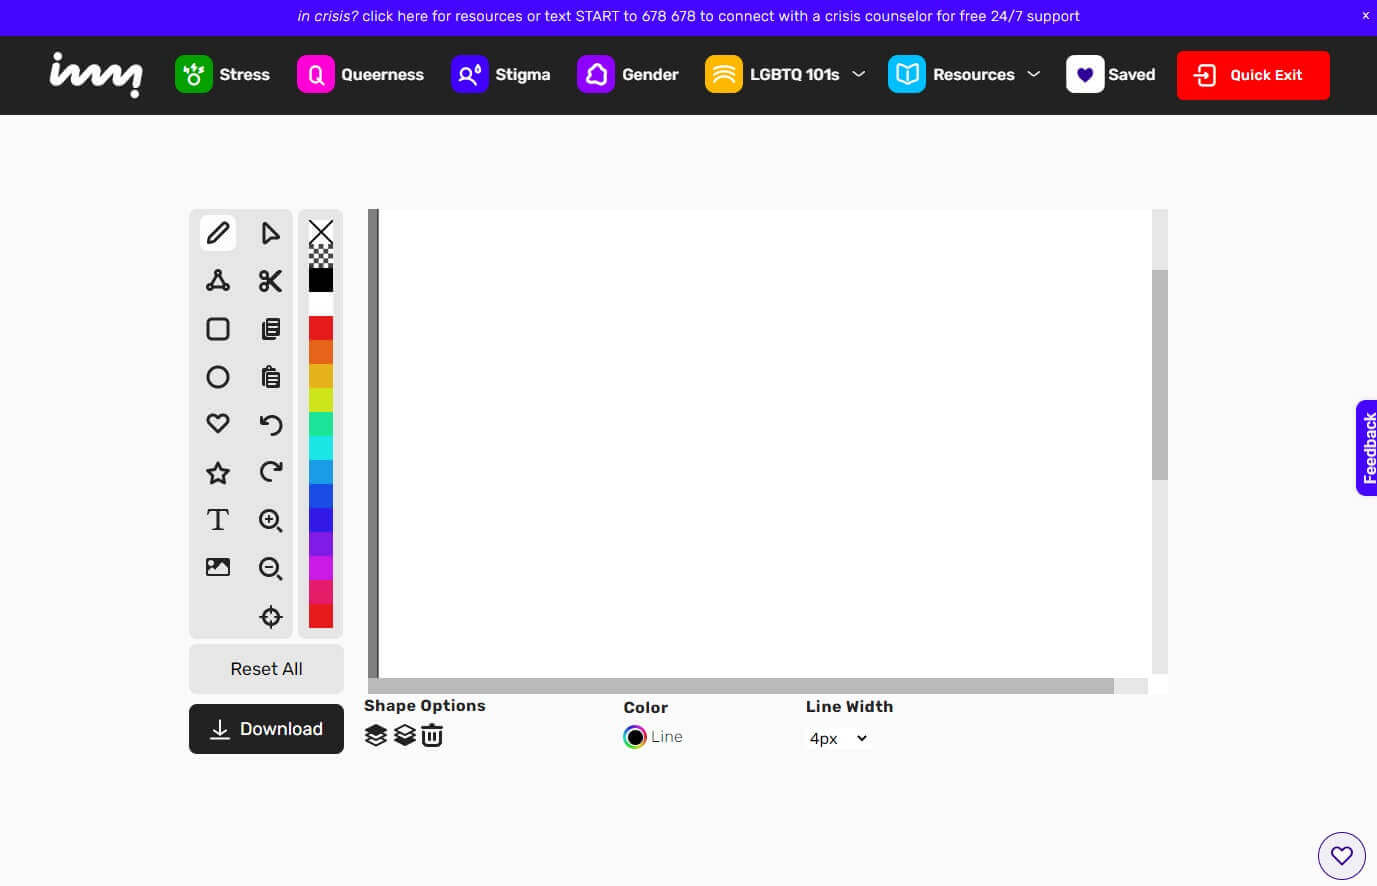 in crisis? click here for resources or text START to 678 678 to connect with a crisis counselor for free 24/7 support x
imi Stress Queerness Stigma Gender LGBTQ 101s Resources Saved Quick Exit
T
Feedback
Reset All
Download
Shape Options Color Line Width
Line 4px